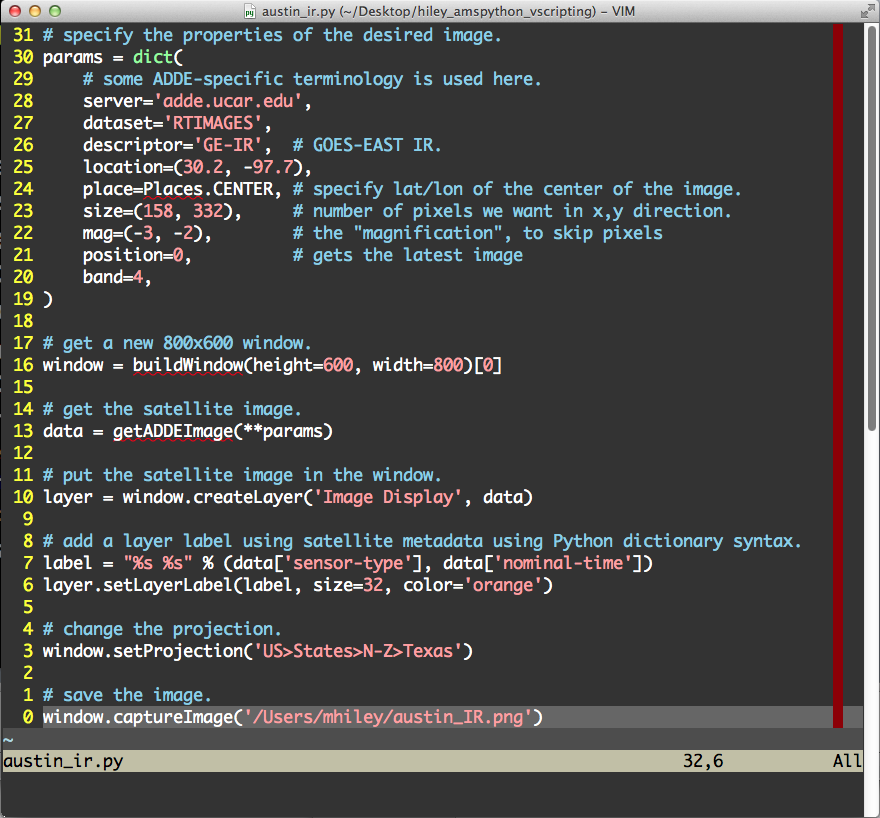 austin_ir.py (~/Desktop/hiley_amspython_vscripting) – VIM
31 # specify the properties of the desired image.
30 params = dict(
29     # some ADDE-specific terminology is used here.
28     server='adde.ucar.edu',
27     dataset='RTIMAGES',
26     descriptor='GE-IR',  # GOES-EAST IR.
25     location=(30.2, -97.7),
24     place=Places.CENTER, # specify lat/lon of the center of the image.
23     size=(158, 332),     # number of pixels we want in x,y direction.
22     mag=(-3, -2),        # the "magnification", to skip pixels
21     position=0,          # gets the latest image
20     band=4,
19 )
18
17 # get a new 800x600 window.
16 window = buildWindow(height=600, width=800)[0]
15
14 # get the satellite image.
13 data = getADDEImage(**params)
12
11 # put the satellite image in the window.
10 layer = window.createLayer('Image Display', data)
9
8 # add a layer label using satellite metadata using Python dictionary syntax.
7 label = "%s %s" % (data['sensor-type'], data['nominal-time'])
6 layer.setLayerLabel(label, size=32, color='orange')
5
4 # change the projection.
3 window.setProjection('US>States>N-Z>Texas')
2
1 # save the image.
0 window.captureImage('/Users/mhiley/austin_IR.png')
~
austin_ir.py 32,6 All